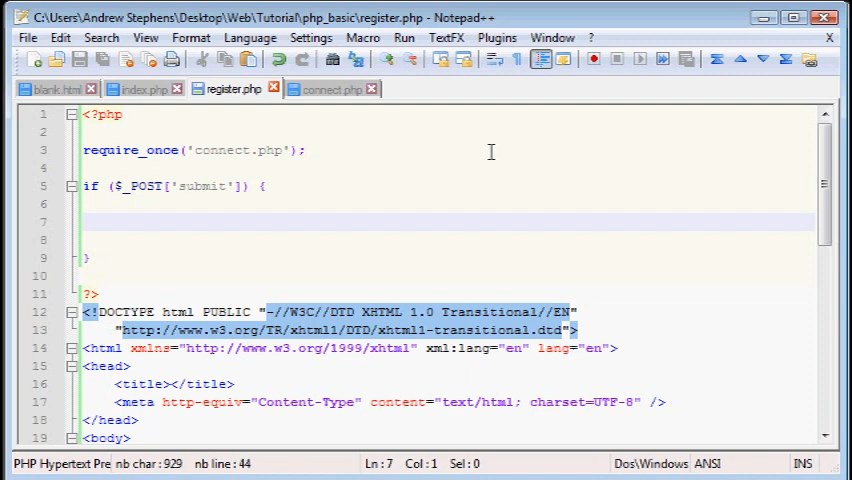 C:\Users\Andrew Stephens\Desktop\Web\Tutorial\php_basic\register.php - Notepad++
File Edit Search View Format Language Settings Macro Run TextFX Plugins Window ? X
blank.html index.php register.php connect.php
1 <?php
2
3 require_once('connect.php');
4
5 if ($_POST['submit']) {
6
7
8
9 }
10
11 ?>
12 <!DOCTYPE html PUBLIC "-//W3C//DTD XHTML 1.0 Transitional//EN"
13 "http://www.w3.org/TR/xhtml1/DTD/xhtml1-transitional.dtd">
14 <html xmlns="http://www.w3.org/1999/xhtml" xml:lang="en" lang="en">
15 <head>
16 <title></title>
17 <meta http-equiv="Content-Type" content="text/html; charset=UTF-8" />
18 </head>
19 <body>
PHP Hypertext Pre nb char: 929 nb line: 44 Ln: 7 Col: 1 Sel: 0 Dos\Windows ANSI INS